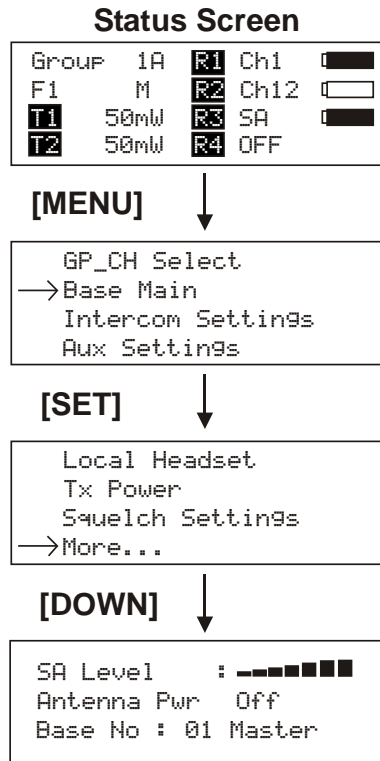 Status Screen
Group 1A R1 Ch1
F1 M R2 Ch12
T1 50mW R3 SA
T2 50mW R4 OFF
[MENU]
GP_CH Select
Base Main
Intercom Settings
Aux Settings
[SET]
Local Headset
Tx Power
Squelch Settings
More...
[DOWN]
SA Level :
Antenna Pwr Off
Base No : 01 Master